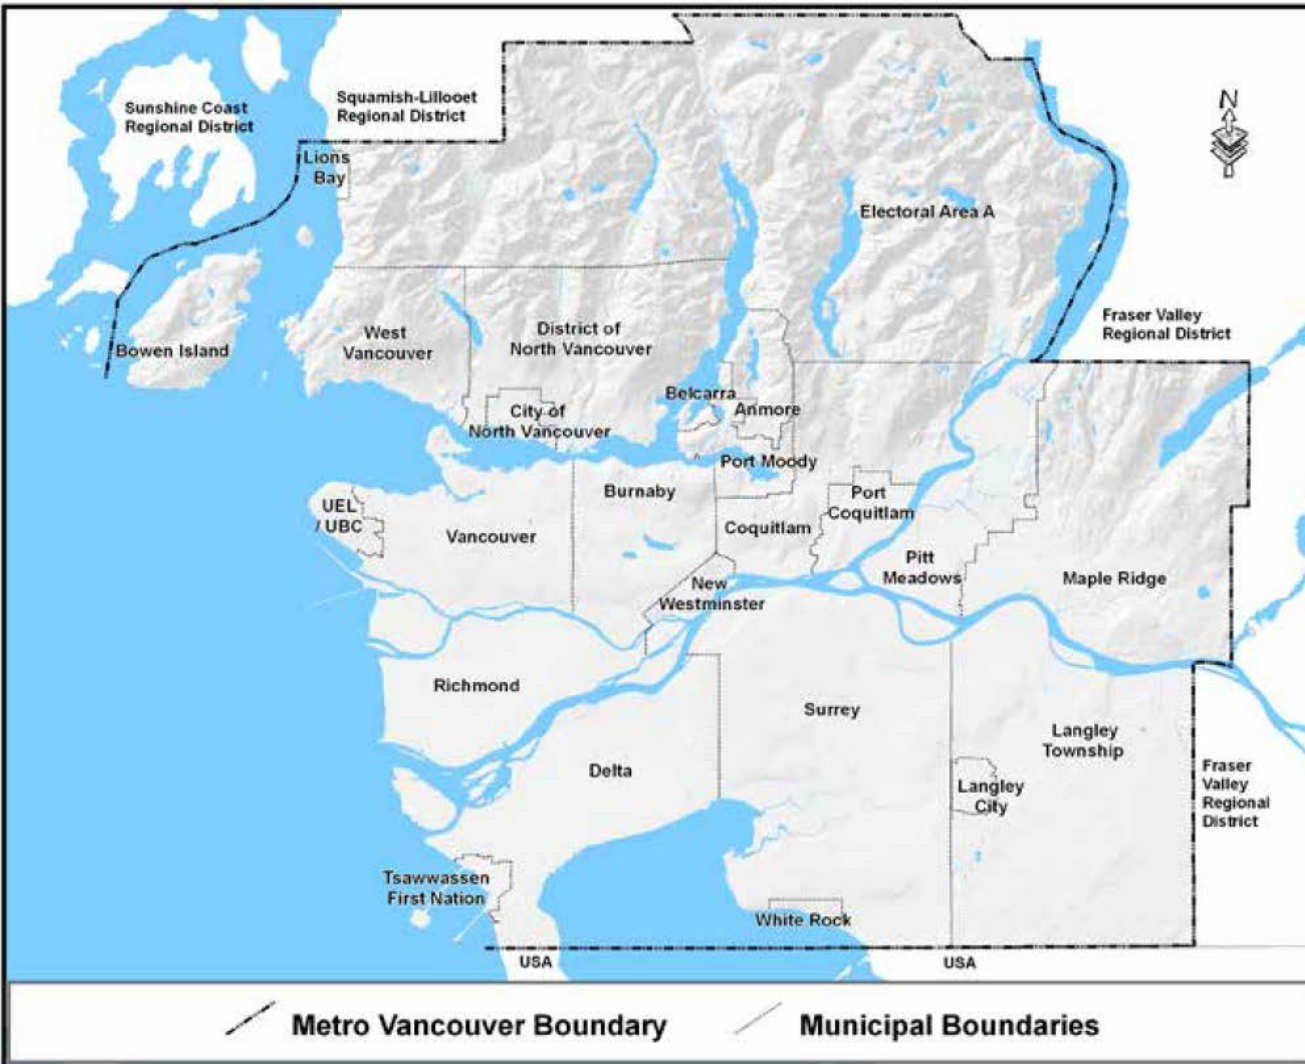 N
Sunshine Coast
Regional District
Squamish-Lillooet
Regional District
Lions
Bay
Electoral Area A
Fraser Valley
Regional District
Bowen Island
West
Vancouver
District of
North Vancouver
Belcarra
Anmore
City of
North Vancouver
Port Moody
UEL
/ UBC
Vancouver
Burnaby
Coquitlam
Port
Coquitlam
Pitt
Meadows
Maple Ridge
New
Westminster
Richmond
Surrey
Langley
Township
Delta
Langley
City
Fraser
Valley
Regional
District
Tsawwassen
First Nation
White Rock
USA
USA
Metro Vancouver Boundary
Municipal Boundaries